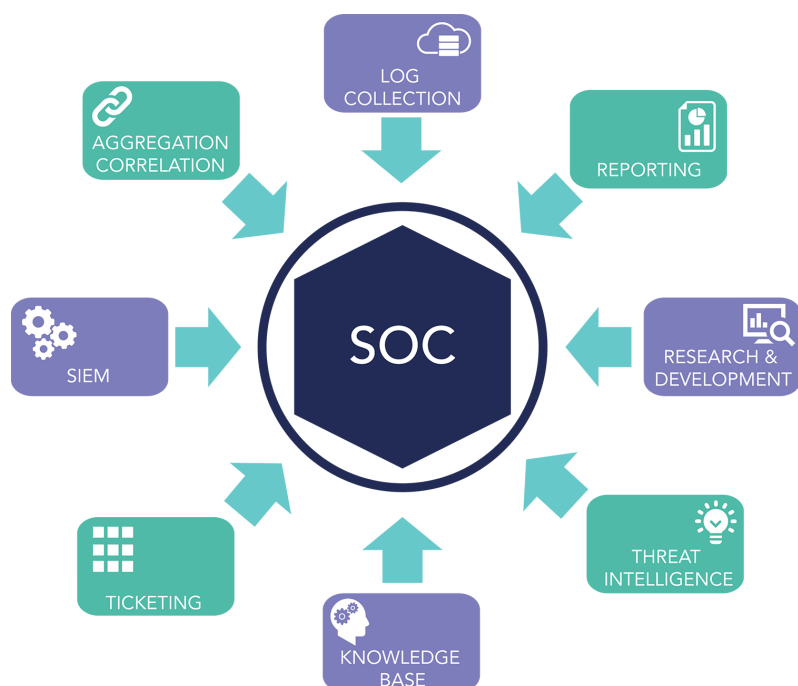 LOG
COLLECTION
AGGREGATION
CORRELATION
REPORTING
SOC
SIEM
RESEARCH &
DEVELOPMENT
TICKETING
THREAT
INTELLIGENCE
KNOWLEDGE
BASE